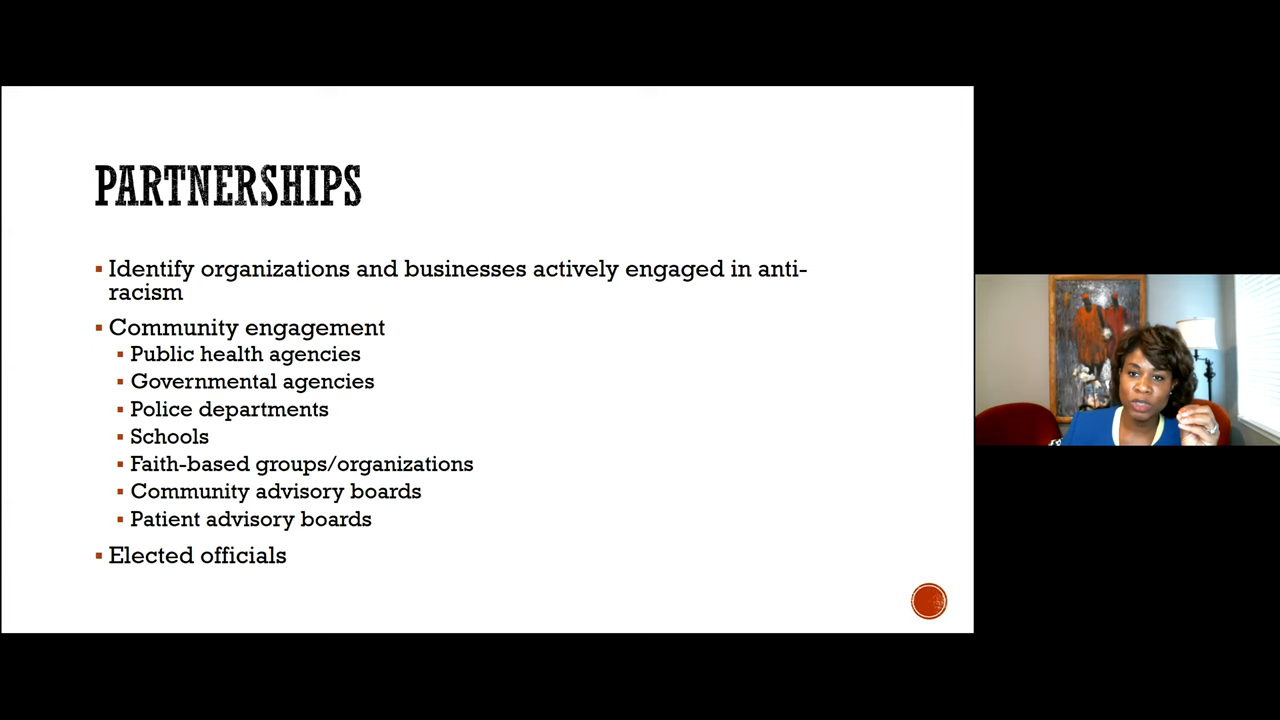 PARTNERSHIPS
▪ Identify organizations and businesses actively engaged in anti-
racism
▪ Community engagement
▪ Public health agencies
▪ Governmental agencies
▪ Police departments
▪ Schools
▪ Faith-based groups/organizations
▪ Community advisory boards
▪ Patient advisory boards
▪ Elected officials